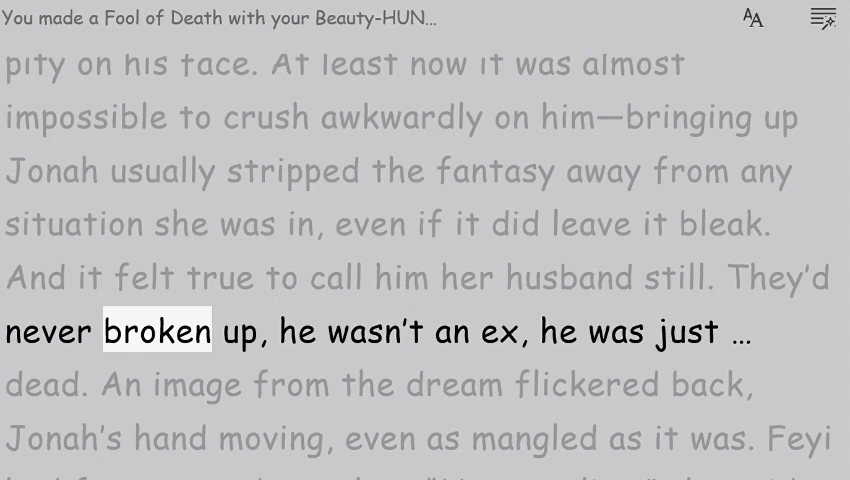 You made a Fool of Death with your Beauty-HUN...
pity on his face. At least now it was almost
impossible to crush awkwardly on him—bringing up
Jonah usually stripped the fantasy away from any
situation she was in, even if it did leave it bleak.
And it felt true to call him her husband still. They’d
never broken up, he wasn’t an ex, he was just …
dead. An image from the dream flickered back,
Jonah’s hand moving, even as mangled as it was. Feyi